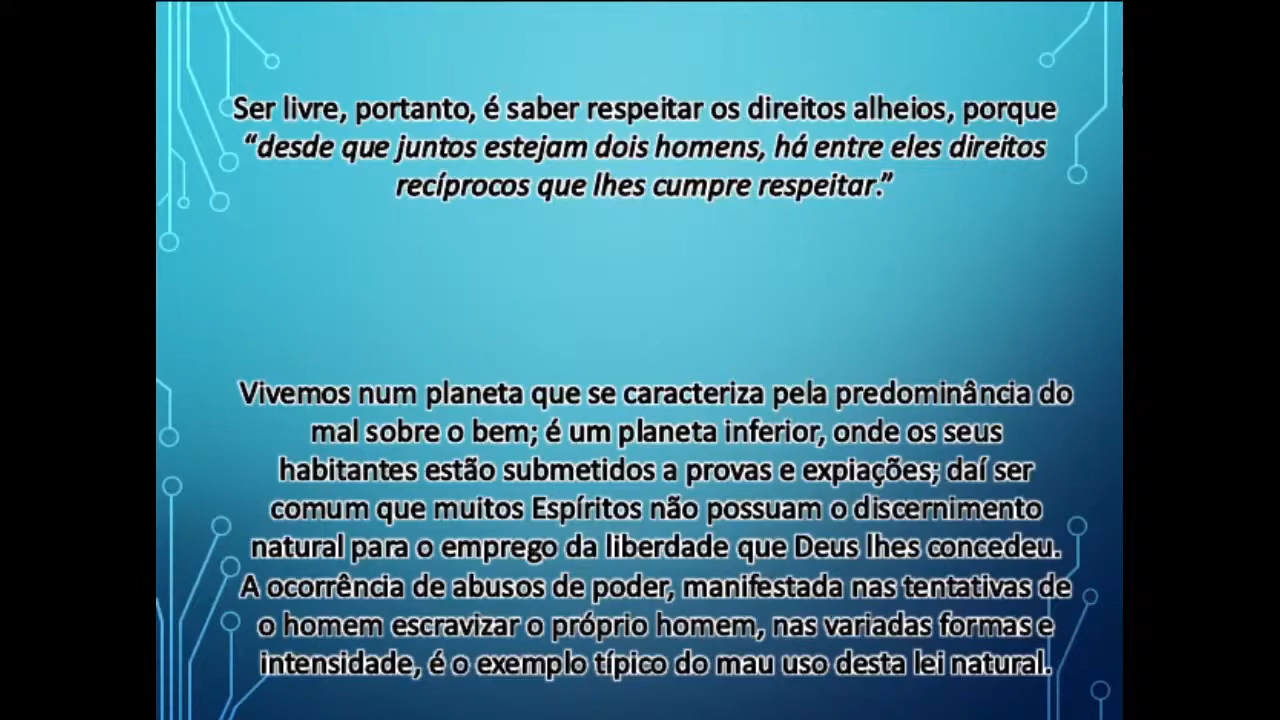 Ser livre, portanto, é saber respeitar os direitos alheios, porque
“desde que juntos estejam dois homens, há entre eles direitos
recíprocos que lhes cumpre respeitar.”
Vivemos num planeta que se caracteriza pela predominância do
mal sobre o bem; é um planeta inferior, onde os seus
habitantes estão submetidos a provas e expiações; daí ser
comum que muitos Espíritos não possuam o discernimento
natural para o emprego da liberdade que Deus lhes concedeu.
A ocorrência de abusos de poder, manifestada nas tentativas de
o homem escravizar o próprio homem, nas variadas formas e
intensidade, é o exemplo típico do mau uso desta lei natural.